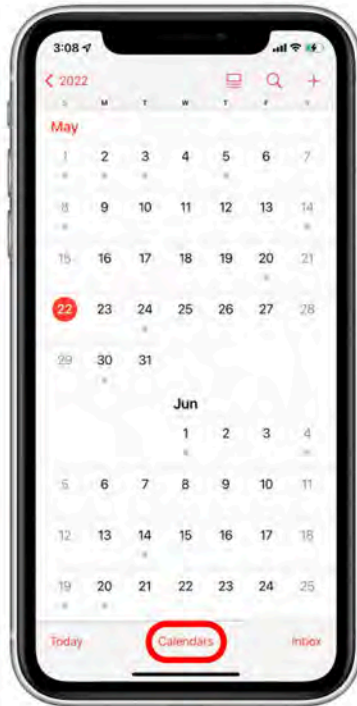 3:08
2022
S M T W T F S
May
1 2 3 4 5 6 7
8 9 10 11 12 13 14
15 16 17 18 19 20 21
22 23 24 25 26 27 28
29 30 31
Jun
1 2 3 4
5 6 7 8 9 10 11
12 13 14 15 16 17 18
19 20 21 22 23 24 25
Today Calendars Inbox